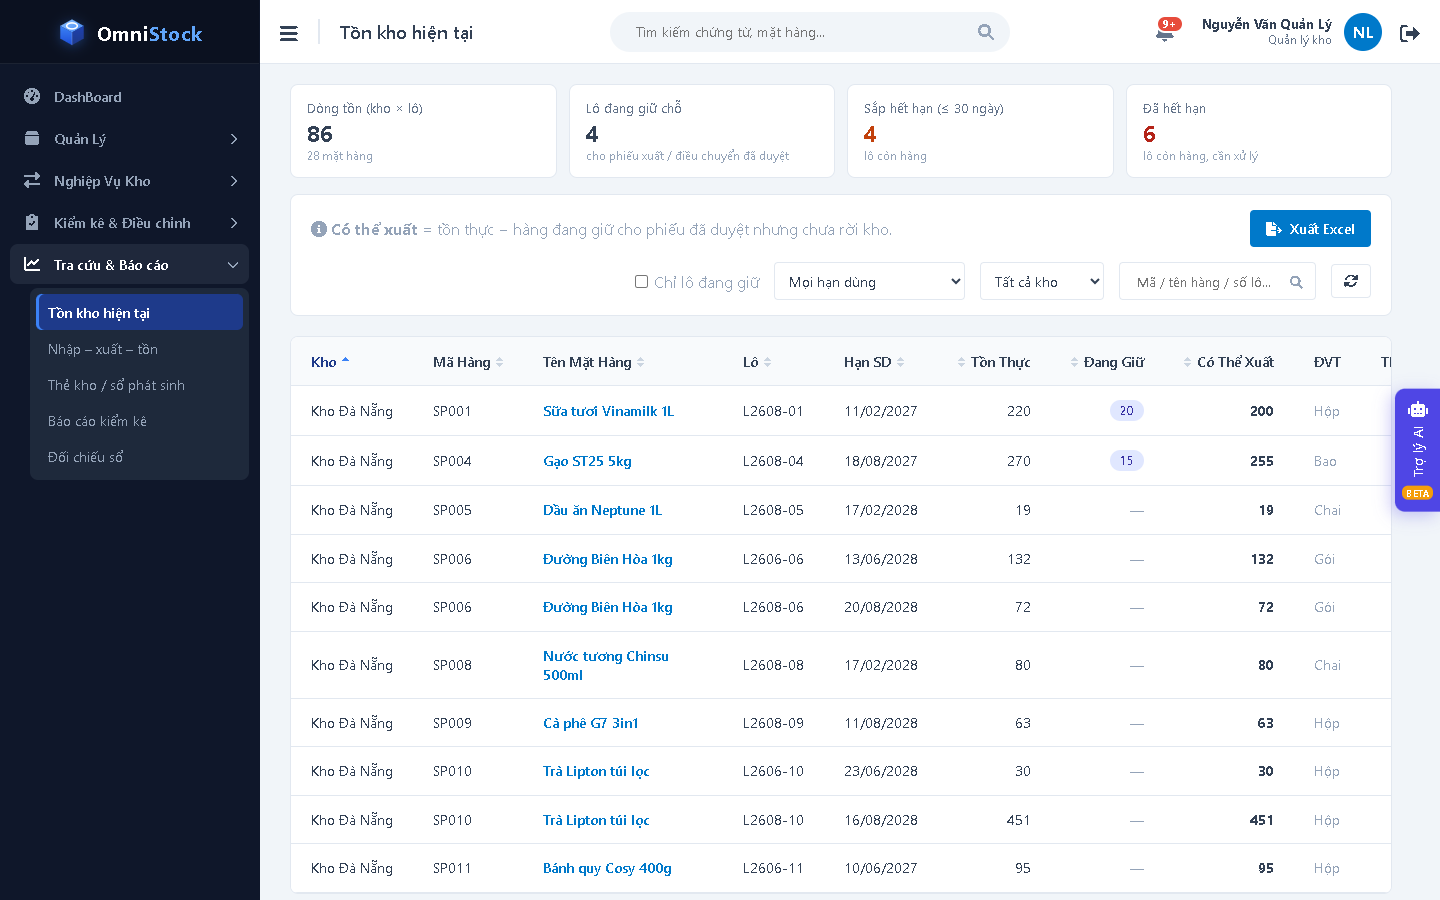 OmniStock
Tồn kho hiện tại
Tìm kiếm chứng từ, mặt hàng...
9+
Nguyễn Văn Quản Lý
Quản lý kho
NL
DashBoard
Quản Lý
Nghiệp Vụ Kho
Kiểm kê & Điều chỉnh
Tra cứu & Báo cáo
Tồn kho hiện tại
Nhập – xuất – tồn
Thẻ kho / sổ phát sinh
Báo cáo kiểm kê
Đối chiếu sổ
Dòng tồn (kho × lô)
86
28 mặt hàng
Lô đang giữ chỗ
4
cho phiếu xuất / điều chuyển đã duyệt
Sắp hết hạn (≤ 30 ngày)
4
lô còn hàng
Đã hết hạn
6
lô còn hàng, cần xử lý
Có thể xuất = tồn thực – hàng đang giữ cho phiếu đã duyệt nhưng chưa rời kho.
Xuất Excel
Chỉ lô đang giữ
Mọi hạn dùng
Tất cả kho
Mã / tên hàng / số lô...
Kho Mã Hàng Tên Mặt Hàng Lô Hạn SD Tồn Thực Đang Giữ Có Thể Xuất ĐVT
Kho Đà Nẵng SP001 Sữa tươi Vinamilk 1L L2608-01 11/02/2027 220 20 200 Hộp
Kho Đà Nẵng SP004 Gạo ST25 5kg L2608-04 18/08/2027 270 15 255 Bao
Kho Đà Nẵng SP005 Dầu ăn Neptune 1L L2608-05 17/02/2028 19 — 19 Chai
Kho Đà Nẵng SP006 Đường Biên Hòa 1kg L2606-06 13/06/2028 132 — 132 Gói
Kho Đà Nẵng SP006 Đường Biên Hòa 1kg L2608-06 20/08/2028 72 — 72 Gói
Kho Đà Nẵng SP008 Nước tương Chinsu 500ml L2608-08 17/02/2028 80 — 80 Chai
Kho Đà Nẵng SP009 Cà phê G7 3in1 L2608-09 11/08/2028 63 — 63 Hộp
Kho Đà Nẵng SP010 Trà Lipton túi lọc L2606-10 23/06/2028 30 — 30 Hộp
Kho Đà Nẵng SP010 Trà Lipton túi lọc L2608-10 16/08/2028 451 — 451 Hộp
Kho Đà Nẵng SP011 Bánh quy Cosy 400g L2606-11 10/06/2027 95 — 95 Hộp
Trợ lý AI
BETA